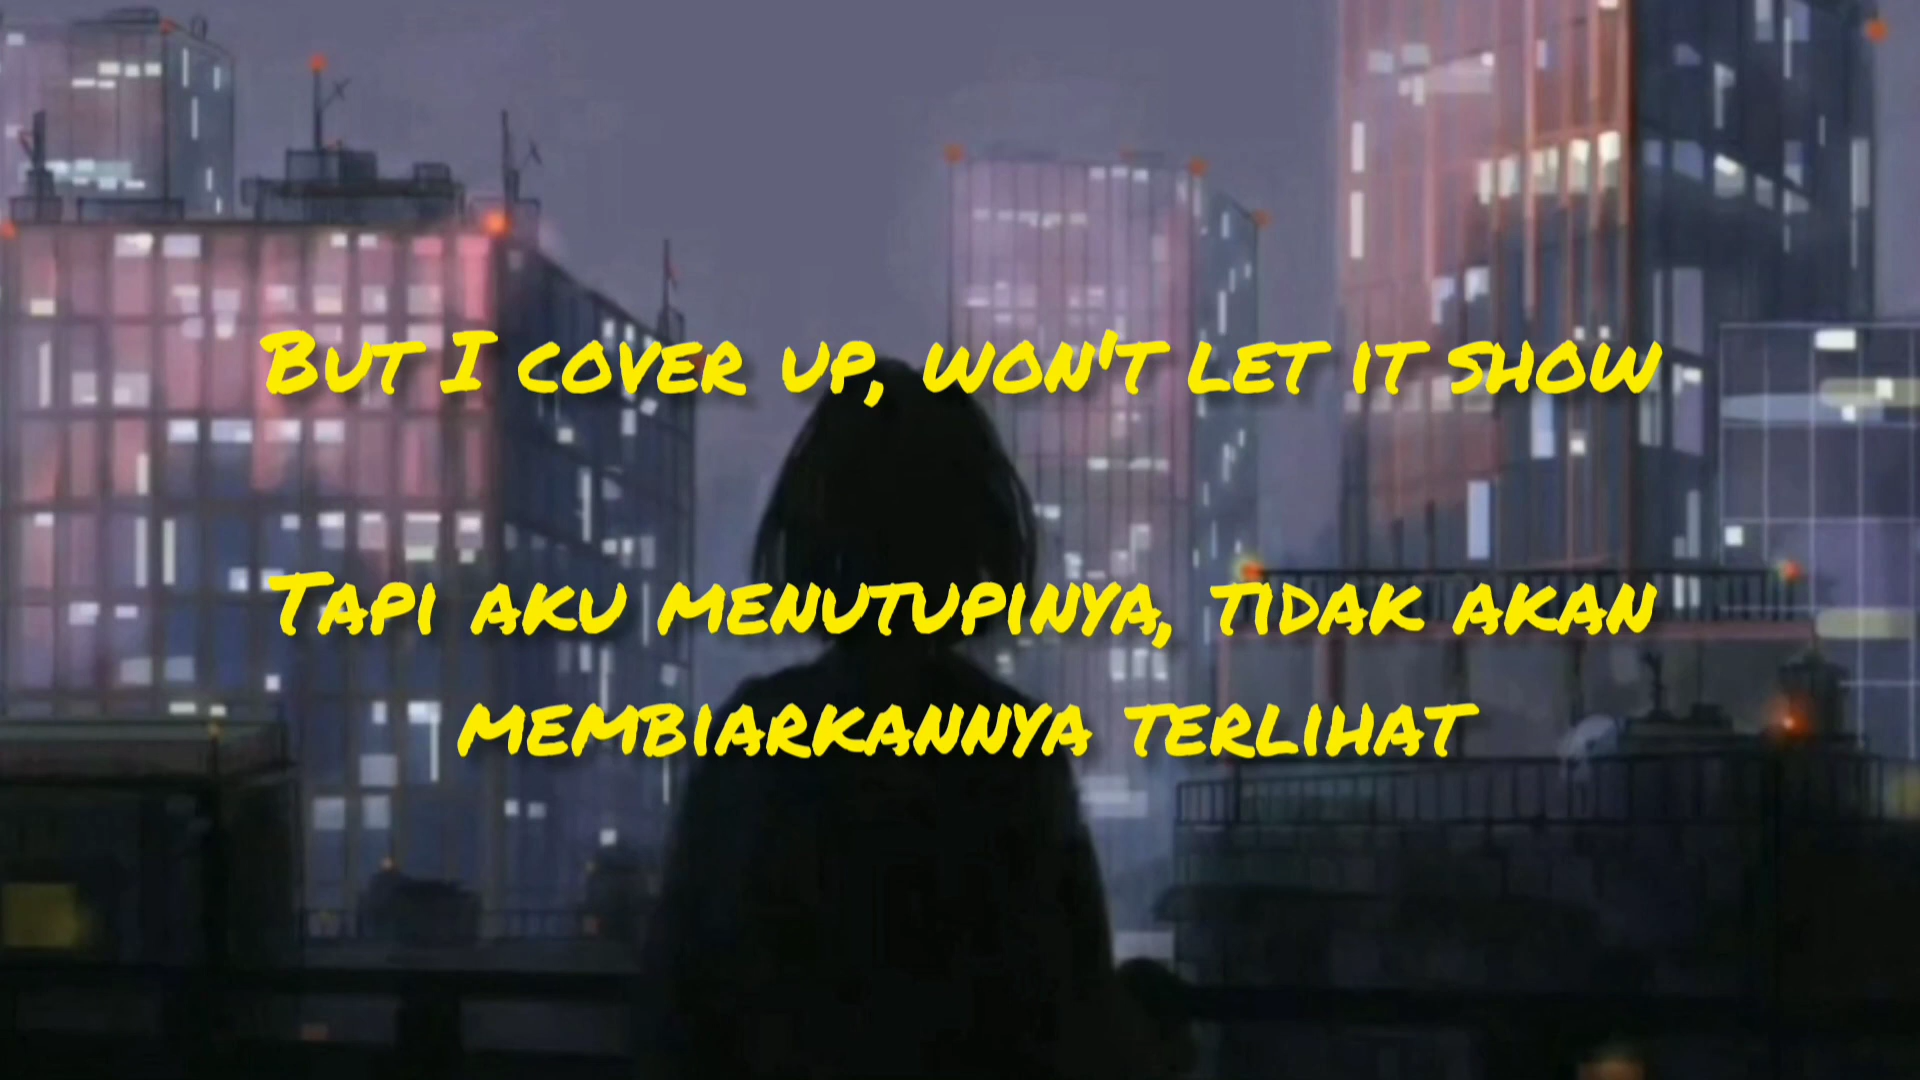 But I cover up, won't let it show
Tapi aku menutupinya, tidak akan
membiarkannya terlihat